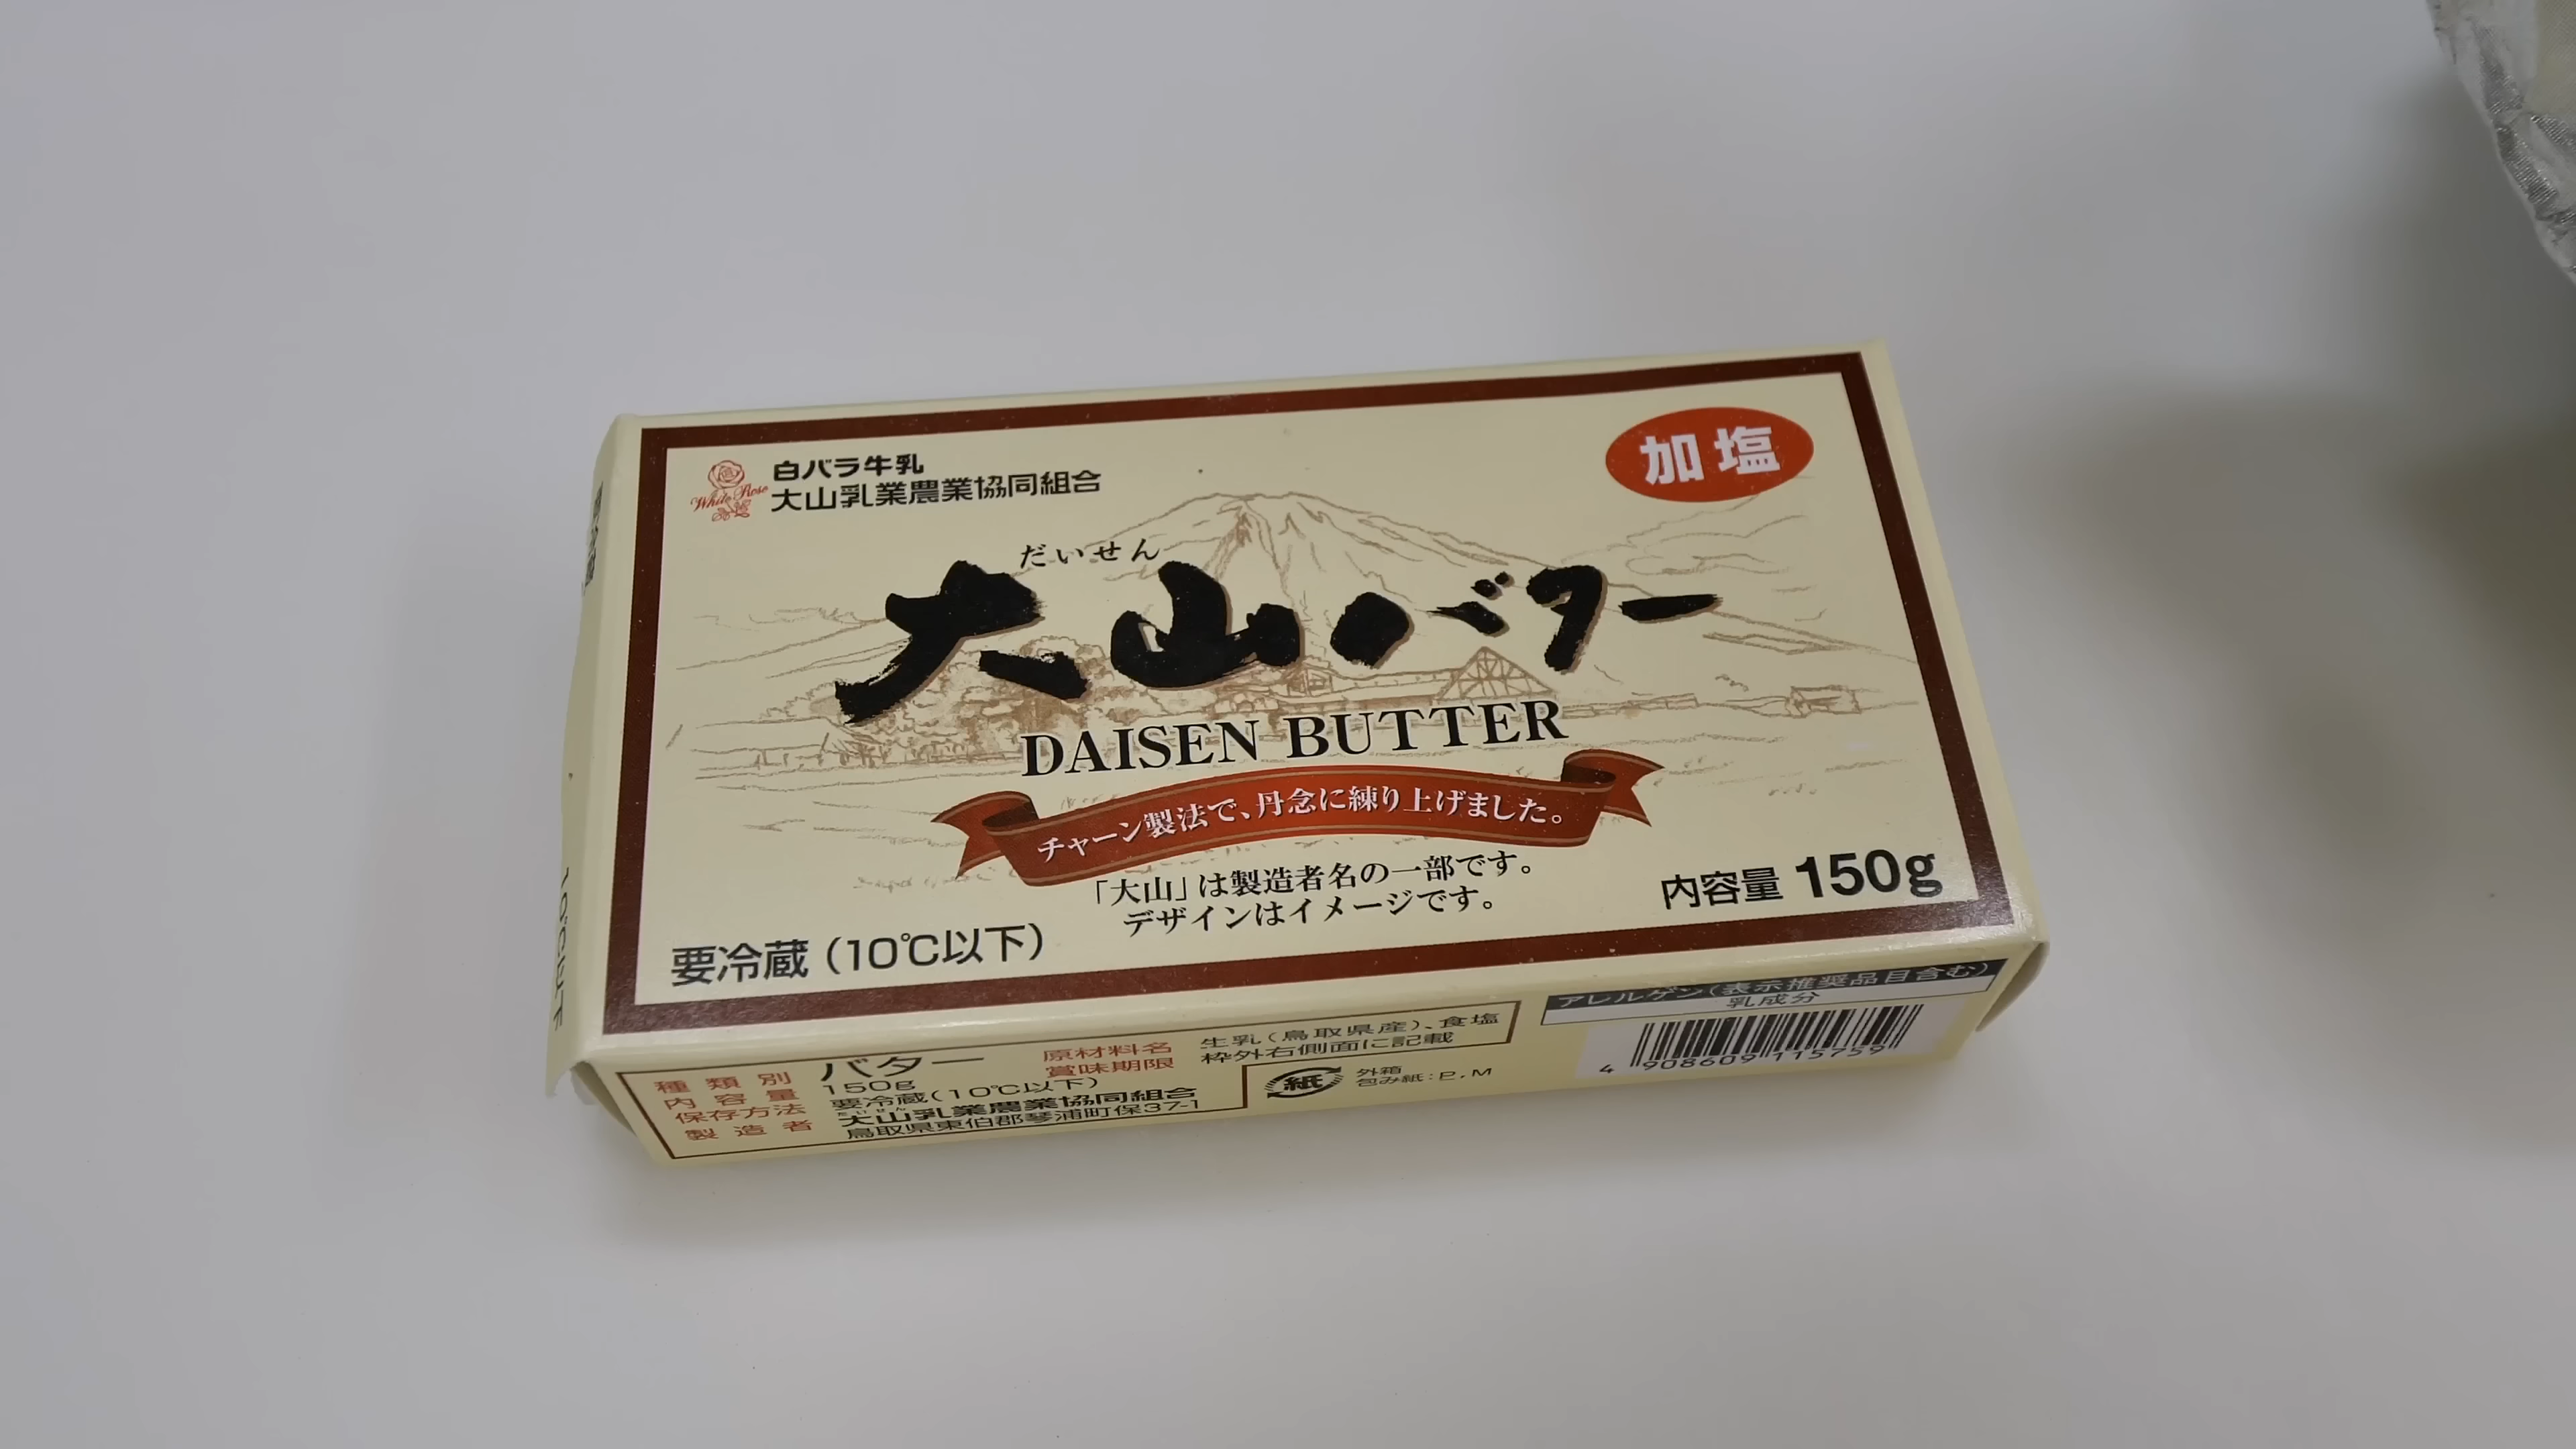 White Rose
白バラ牛乳
大山乳業農業協同組合
加塩
だいせん
大山バター
DAISEN BUTTER
チャーン製法で、丹念に練り上げました。
「大山」は製造者名の一部です。
デザインはイメージです。
要冷蔵(10℃以下)
内容量 150g
種類別 バター
内容量 150g
保存方法 要冷蔵(10℃以下)
製造者 大山乳業農業協同組合
鳥取県東伯郡琴浦町保37-1
原材料名 生乳(鳥取県産)、食塩
賞味期限 枠外右側面に記載
紙
外箱
包み紙:P,M
アレルゲン(表示推奨品目含む)
乳成分
4 908609 115759
10℃以下